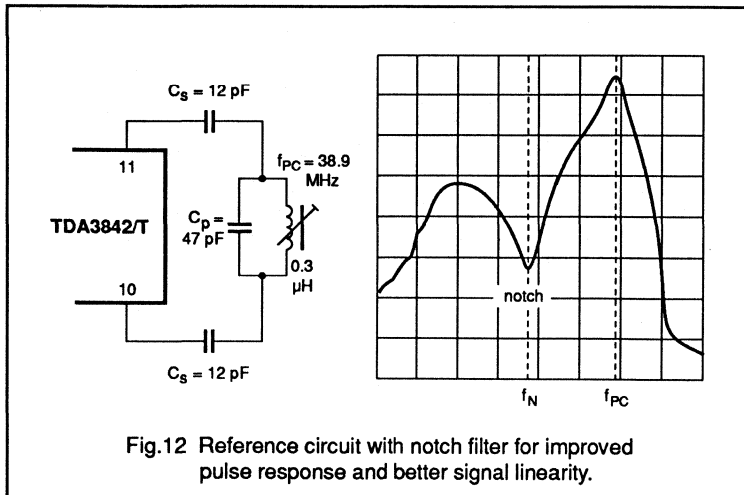 C_S = 12 pF
11
f_PC = 38.9
MHz
TDA3842/T
C_p =
47 pF
0.3
μH
10
C_S = 12 pF
notch
f_N
f_PC
Fig.12 Reference circuit with notch filter for improved
pulse response and better signal linearity.